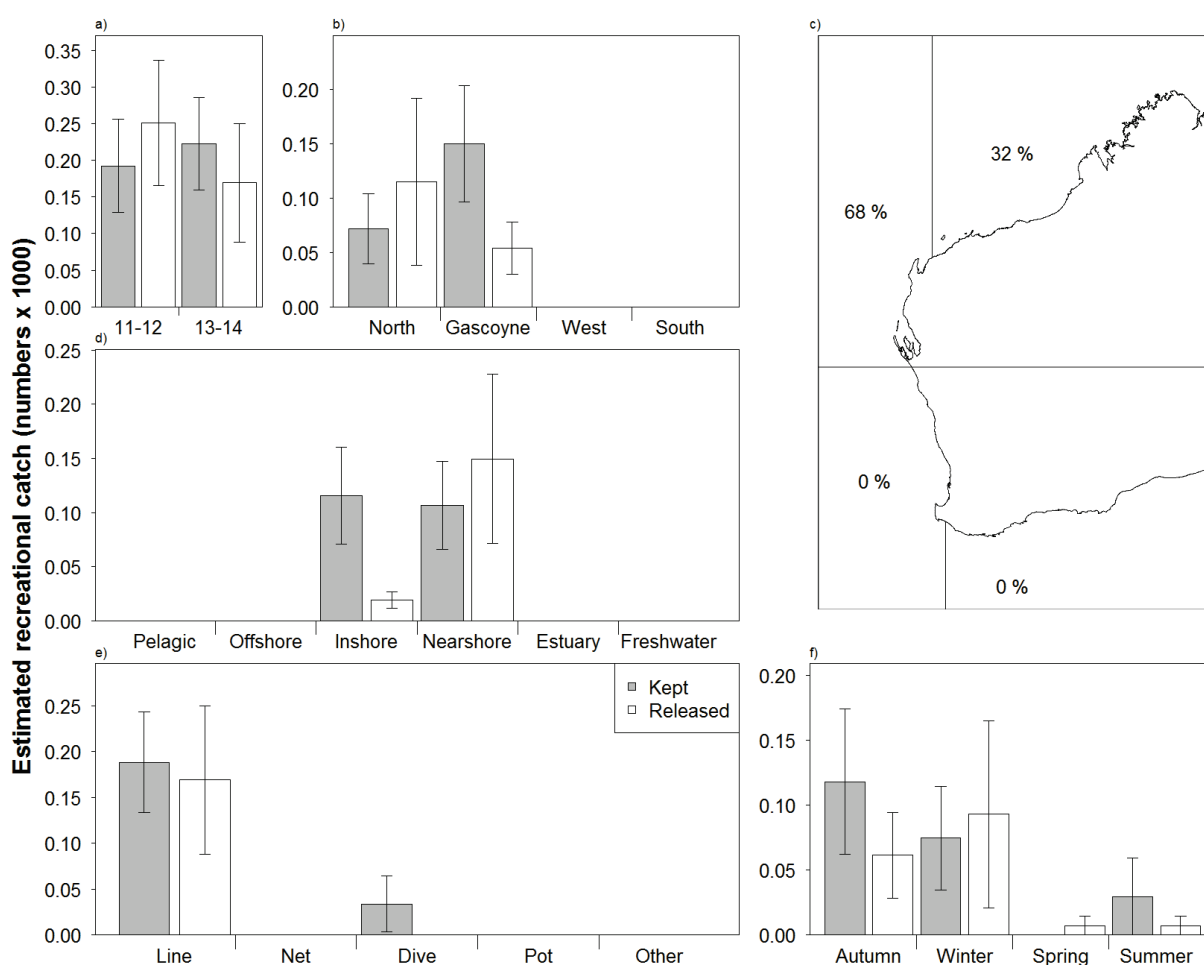 Estimated recreational catch (numbers x 1000)
a)
0.35
0.30
0.25
0.20
0.15
0.10
0.05
0.00
11-12 13-14
b)
0.20
0.15
0.10
0.05
0.00
North Gascoyne West South
c)
32 %
68 %
0 %
0 %
d)
0.25
0.20
0.15
0.10
0.05
0.00
Pelagic Offshore Inshore Nearshore Estuary Freshwater
e)
Kept
Released
0.25
0.20
0.15
0.10
0.05
0.00
Line Net Dive Pot Other
f)
0.20
0.15
0.10
0.05
0.00
Autumn Winter Spring Summer